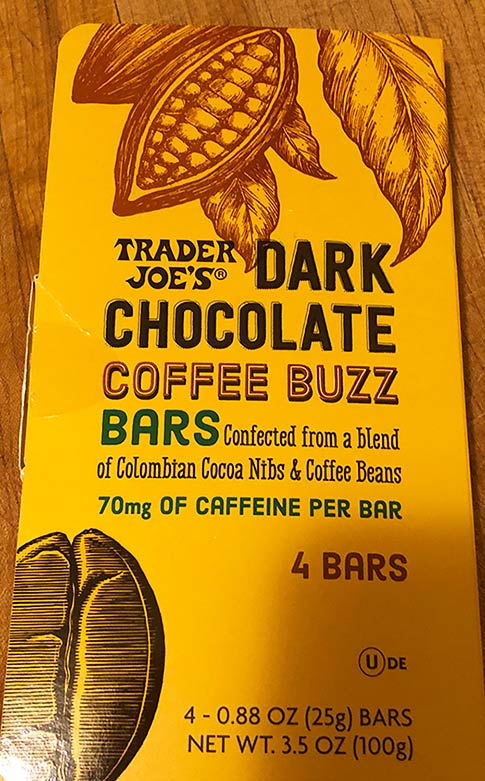 TRADER JOE'S® DARK
CHOCOLATE
COFFEE BUZZ
BARS Confected from a blend
of Colombian Cocoa Nibs & Coffee Beans
70mg OF CAFFEINE PER BAR
4 BARS
U DE
4 - 0.88 OZ (25g) BARS
NET WT. 3.5 OZ (100g)